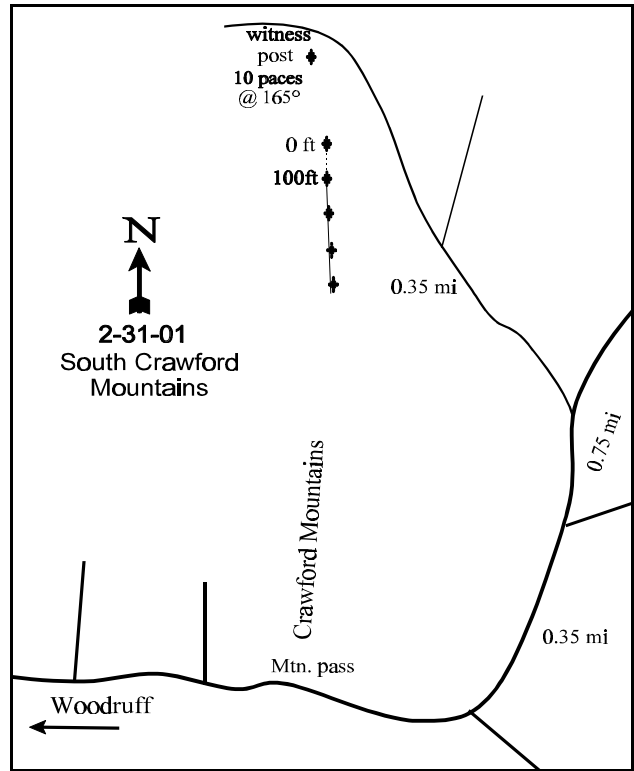 witness
post
10 paces
@ 165°
0 ft
100ft
N
2-31-01
South Crawford
Mountains
0.35 mi
0.75 mi
Crawford Mountains
0.35 mi
Mtn. pass
Woodruff